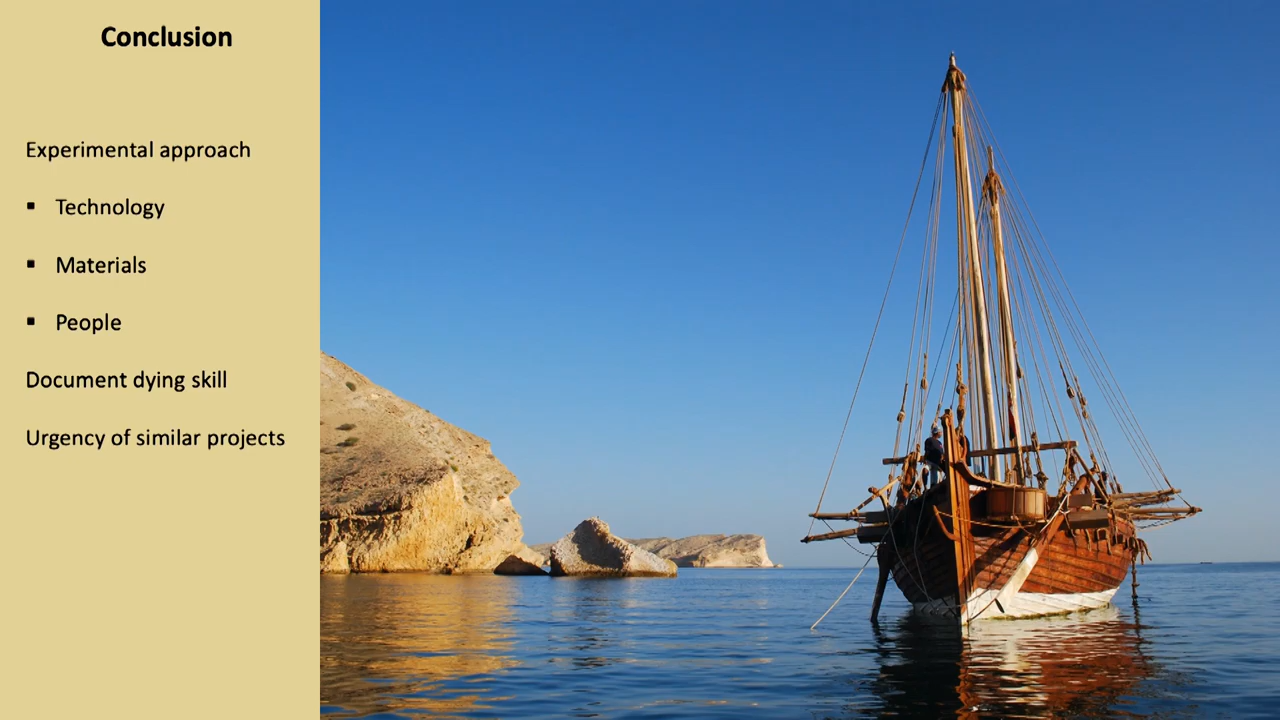 Conclusion
Experimental approach
▪ Technology
▪ Materials
▪ People
Document dying skill
Urgency of similar projects